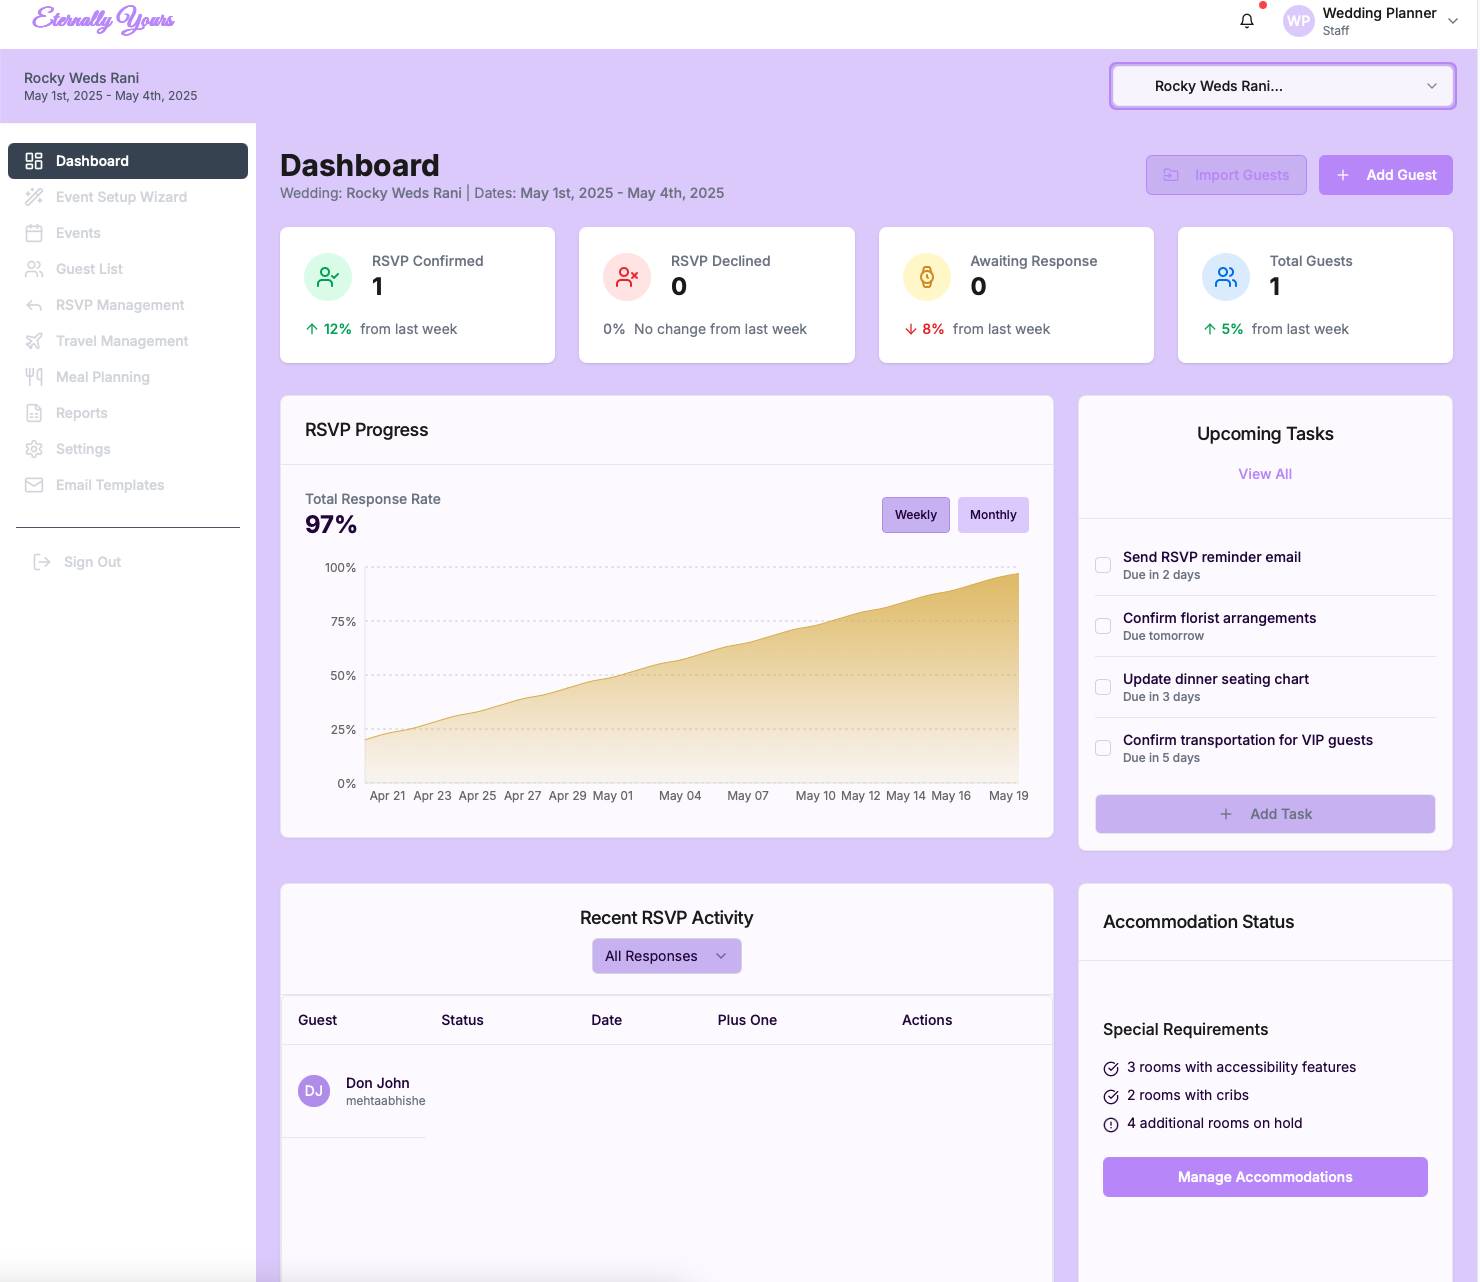 Eternally Yours
WP
Wedding Planner
Staff
Rocky Weds Rani
May 1st, 2025 - May 4th, 2025
Rocky Weds Rani...
Dashboard
Event Setup Wizard
Events
Guest List
RSVP Management
Travel Management
Meal Planning
Reports
Settings
Email Templates
Sign Out
Dashboard
Wedding: Rocky Weds Rani | Dates: May 1st, 2025 - May 4th, 2025
Import Guests
Add Guest
RSVP Confirmed
1
12% from last week
RSVP Declined
0
0% No change from last week
Awaiting Response
0
8% from last week
Total Guests
1
5% from last week
RSVP Progress
Total Response Rate
97%
Weekly
Monthly
100%
75%
50%
25%
0%
Apr 21 Apr 23 Apr 25 Apr 27 Apr 29 May 01 May 04 May 07 May 10 May 12 May 14 May 16 May 19
Upcoming Tasks
View All
Send RSVP reminder email
Due in 2 days
Confirm florist arrangements
Due tomorrow
Update dinner seating chart
Due in 3 days
Confirm transportation for VIP guests
Due in 5 days
Add Task
Recent RSVP Activity
All Responses
Guest Status Date Plus One Actions
DJ
Don John
mehtaabhishe
Accommodation Status
Special Requirements
3 rooms with accessibility features
2 rooms with cribs
4 additional rooms on hold
Manage Accommodations